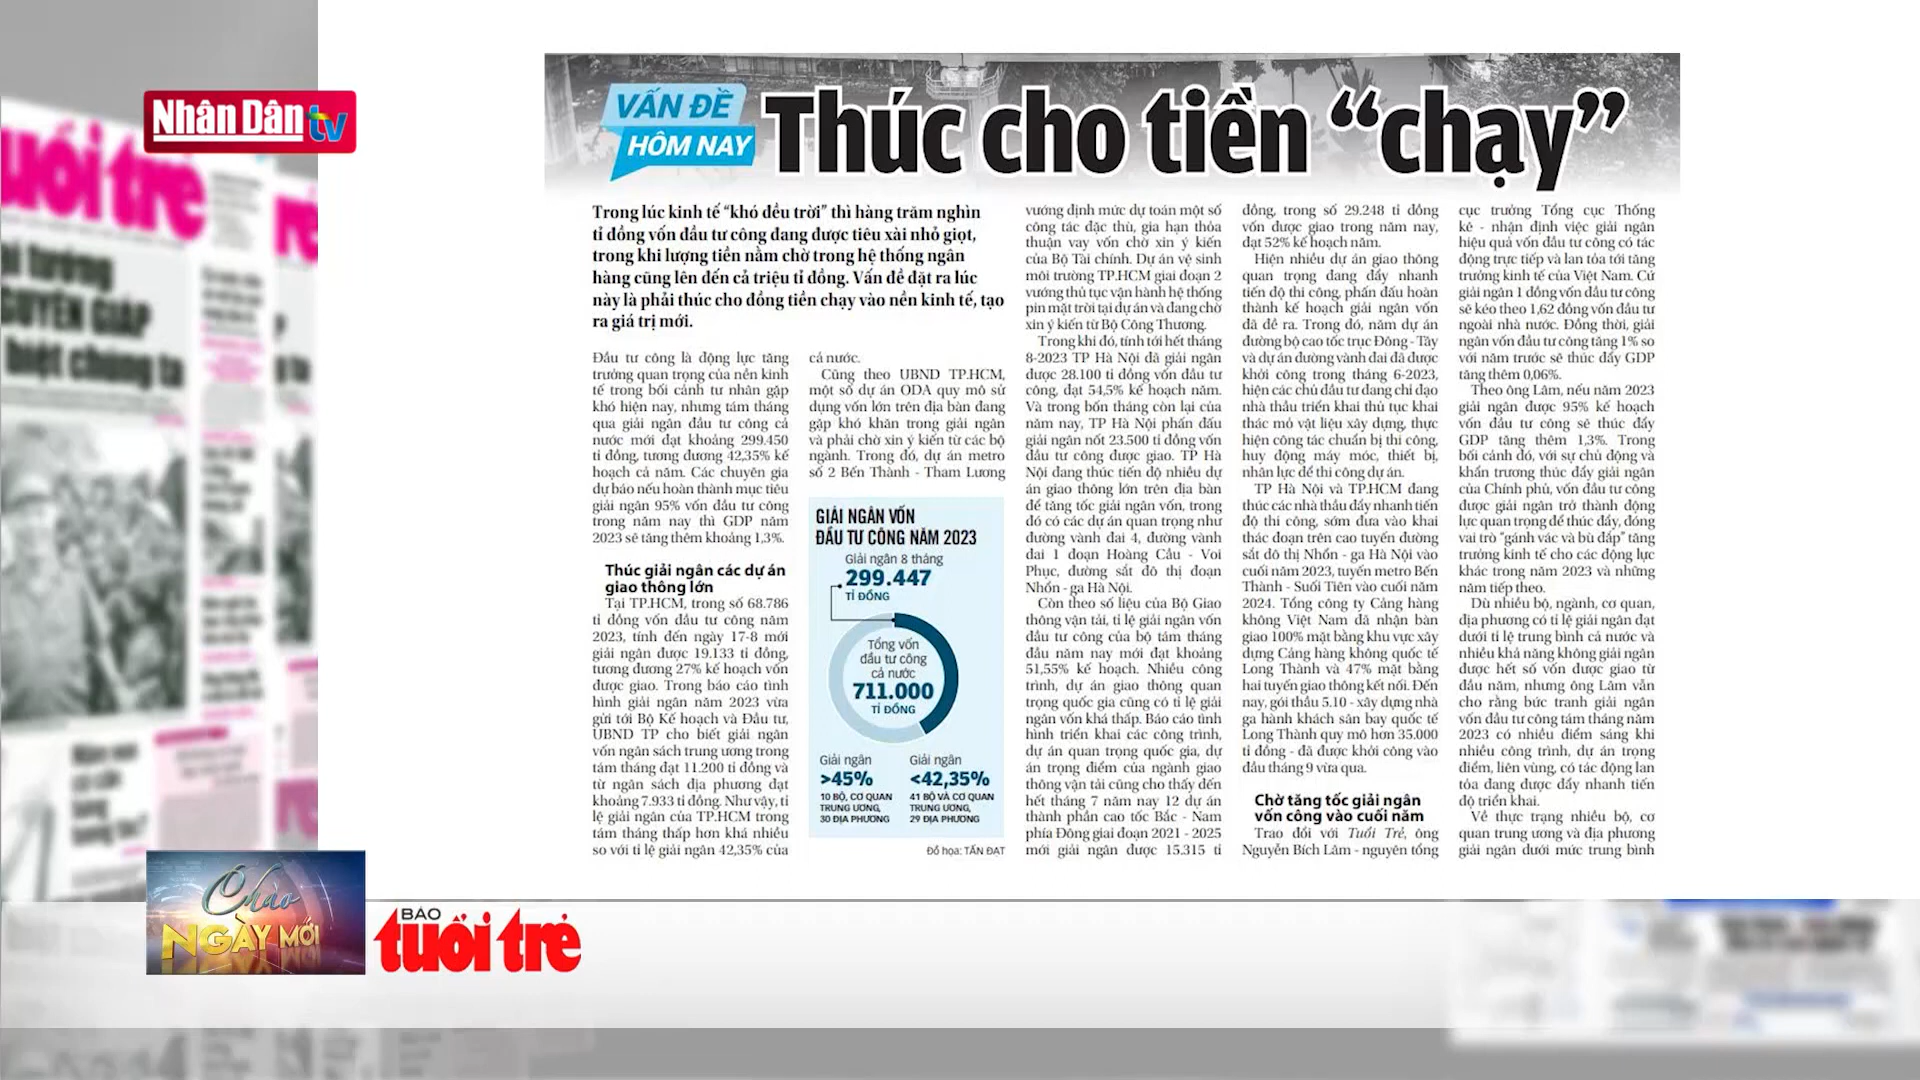 Nhân Dân tv
tuổi trẻ
VẤN ĐỀ
HÔM NAY
Thúc cho tiền “chạy”
Trong lúc kinh tế “khó đều trời” thì hàng trăm nghìn
tỉ đồng vốn đầu tư công đang được tiêu xài nhỏ giọt,
trong khi lượng tiền nằm chờ trong hệ thống ngân
hàng cũng lên đến cả triệu tỉ đồng. Vấn đề đặt ra lúc
này là phải thúc cho đồng tiền chạy vào nền kinh tế, tạo
ra giá trị mới.
Đầu tư công là động lực tăng
trưởng quan trọng của nền kinh
tế trong bối cảnh tư nhân gặp
khó hiện nay, nhưng tám tháng
qua giải ngân đầu tư công cả
nước mới đạt khoảng 299.450
tỉ đồng, tương đương 42,35% kế
hoạch cả năm. Các chuyên gia
dự báo nếu hoàn thành mục tiêu
giải ngân 95% vốn đầu tư công
trong năm nay thì GDP năm
2023 sẽ tăng thêm khoảng 1,3%.
Thúc giải ngân các dự án
giao thông lớn
Tại TP.HCM, trong số 68.786
tỉ đồng vốn đầu tư công năm
2023, tính đến ngày 17-8 mới
giải ngân được 19.133 tỉ đồng,
tương đương 27% kế hoạch vốn
được giao. Trong báo cáo tình
hình giải ngân năm 2023 vừa
gửi tới Bộ Kế hoạch và Đầu tư,
UBND TP cho biết giải ngân
vốn ngân sách trung ương trong
tám tháng đạt 11.200 tỉ đồng và
từ ngân sách địa phương đạt
khoảng 7.933 tỉ đồng. Như vậy, tỉ
lệ giải ngân của TP.HCM trong
tám tháng thấp hơn khá nhiều
so với tỉ lệ giải ngân 42,35% của
cả nước.
Cũng theo UBND TP.HCM,
một số dự án ODA quy mô sử
dụng vốn lớn trên địa bàn đang
gặp khó khăn trong giải ngân
và phải chờ xin ý kiến từ các bộ
ngành. Trong đó, dự án metro
số 2 Bến Thành - Tham Lương
GIẢI NGÂN VỐN
ĐẦU TƯ CÔNG NĂM 2023
Giải ngân 8 tháng
299.447
TỈ ĐỒNG
Tổng vốn
đầu tư công
cả nước
711.000
TỈ ĐỒNG
Giải ngân
>45%
10 BỘ, CƠ QUAN
TRUNG ƯƠNG,
30 ĐỊA PHƯƠNG
Giải ngân
<42,35%
41 BỘ VÀ CƠ QUAN
TRUNG ƯƠNG,
29 ĐỊA PHƯƠNG
Đồ họa: TẤN ĐẠT
vướng định mức dự toán một số
công tác đặc thù, gia hạn thỏa
thuận vay vốn chờ xin ý kiến
của Bộ Tài chính. Dự án vệ sinh
môi trường TP.HCM giai đoạn 2
vướng thủ tục vận hành hệ thống
pin mặt trời tại dự án và đang chờ
xin ý kiến từ Bộ Công Thương.
Trong khi đó, tính tới hết tháng
8-2023 TP Hà Nội đã giải ngân
được 28.100 tỉ đồng vốn đầu tư
công, đạt 54,5% kế hoạch năm.
Và trong bốn tháng còn lại của
năm nay, TP Hà Nội phấn đấu
giải ngân nốt 23.500 tỉ đồng vốn
đầu tư công được giao. TP Hà
Nội đang thúc tiến độ nhiều dự
án giao thông lớn trên địa bàn
để tăng tốc giải ngân vốn, trong
đó có các dự án quan trọng như
đường vành đai 4, đường vành
đai 1 đoạn Hoàng Cầu - Voi
Phục, đường sắt đô thị đoạn
Nhổn - ga Hà Nội.
Còn theo số liệu của Bộ Giao
thông vận tải, tỉ lệ giải ngân vốn
đầu tư công của bộ tám tháng
đầu năm nay mới đạt khoảng
51,55% kế hoạch. Nhiều công
trình, dự án giao thông quan
trọng quốc gia cũng có tỉ lệ giải
ngân vốn khá thấp. Báo cáo tình
hình triển khai các công trình,
dự án quan trọng quốc gia, dự
án trọng điểm của ngành giao
thông vận tải cũng cho thấy đến
hết tháng 7 năm nay 12 dự án
thành phần cao tốc Bắc - Nam
phía Đông giai đoạn 2021 - 2025
mới giải ngân được 15.315 tỉ
đồng, trong số 29.248 tỉ đồng
vốn được giao trong năm nay,
đạt 52% kế hoạch năm.
Hiện nhiều dự án giao thông
quan trọng đang đẩy nhanh
tiến độ thi công, phấn đấu hoàn
thành kế hoạch giải ngân vốn
đã đề ra. Trong đó, năm dự án
đường bộ cao tốc trục Đông - Tây
và dự án đường vành đai đã được
khởi công trong tháng 6-2023,
hiện các chủ đầu tư đang chỉ đạo
nhà thầu triển khai thủ tục khai
thác mỏ vật liệu xây dựng, thực
hiện công tác chuẩn bị thi công,
huy động máy móc, thiết bị,
nhân lực để thi công dự án.
TP Hà Nội và TP.HCM đang
thúc các nhà thầu đẩy nhanh tiến
độ thi công, sớm đưa vào khai
thác đoạn trên cao tuyến đường
sắt đô thị Nhổn - ga Hà Nội vào
cuối năm 2023, tuyến metro Bến
Thành - Suối Tiên vào cuối năm
2024. Tổng công ty Cảng hàng
không Việt Nam đã nhận bàn
giao 100% mặt bằng khu vực xây
dựng Cảng hàng không quốc tế
Long Thành và 47% mặt bằng
hai tuyến giao thông kết nối. Đến
nay, gói thầu 5.10 - xây dựng nhà
ga hành khách sân bay quốc tế
Long Thành quy mô hơn 35.000
tỉ đồng - đã được khởi công vào
đầu tháng 9 vừa qua.
Chờ tăng tốc giải ngân
vốn công vào cuối năm
Trao đổi với Tuổi Trẻ, ông
Nguyễn Bích Lâm - nguyên tổng
cục trưởng Tổng cục Thống
kê - nhận định việc giải ngân
hiệu quả vốn đầu tư công có tác
động trực tiếp và lan tỏa tới tăng
trưởng kinh tế của Việt Nam. Cứ
giải ngân 1 đồng vốn đầu tư công
sẽ kéo theo 1,62 đồng vốn đầu tư
ngoài nhà nước. Đồng thời, giải
ngân vốn đầu tư công tăng 1% so
với năm trước sẽ thúc đẩy GDP
tăng thêm 0,06%.
Theo ông Lâm, nếu năm 2023
giải ngân được 95% kế hoạch
vốn đầu tư công sẽ thúc đẩy
GDP tăng thêm 1,3%. Trong
bối cảnh đó, với sự chủ động và
khẩn trương thúc đẩy giải ngân
của Chính phủ, vốn đầu tư công
được giải ngân trở thành động
lực quan trọng để thúc đẩy, đóng
vai trò “gánh vác và bù đắp” tăng
trưởng kinh tế cho các động lực
khác trong năm 2023 và những
năm tiếp theo.
Dù nhiều bộ, ngành, cơ quan,
địa phương có tỉ lệ giải ngân đạt
dưới tỉ lệ trung bình cả nước và
nhiều khả năng không giải ngân
được hết số vốn được giao từ
đầu năm, nhưng ông Lâm vẫn
cho rằng bức tranh giải ngân
vốn đầu tư công tám tháng năm
2023 có nhiều điểm sáng khi
nhiều công trình, dự án trọng
điểm, liên vùng, có tác động lan
tỏa đang được đẩy nhanh tiến
độ triển khai.
Về thực trạng nhiều bộ, cơ
quan trung ương và địa phương
giải ngân dưới mức trung bình
Chào
NGÀY MỚI
BÁO
tuổi trẻ